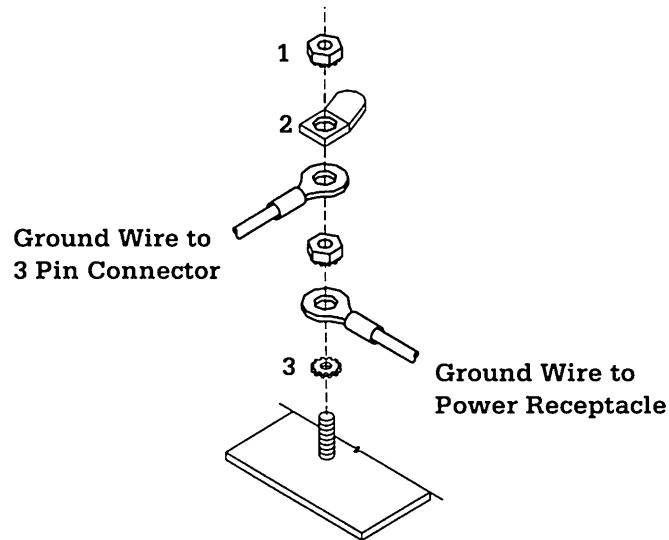 1
2
Ground Wire to
3 Pin Connector
3
Ground Wire to
Power Receptacle